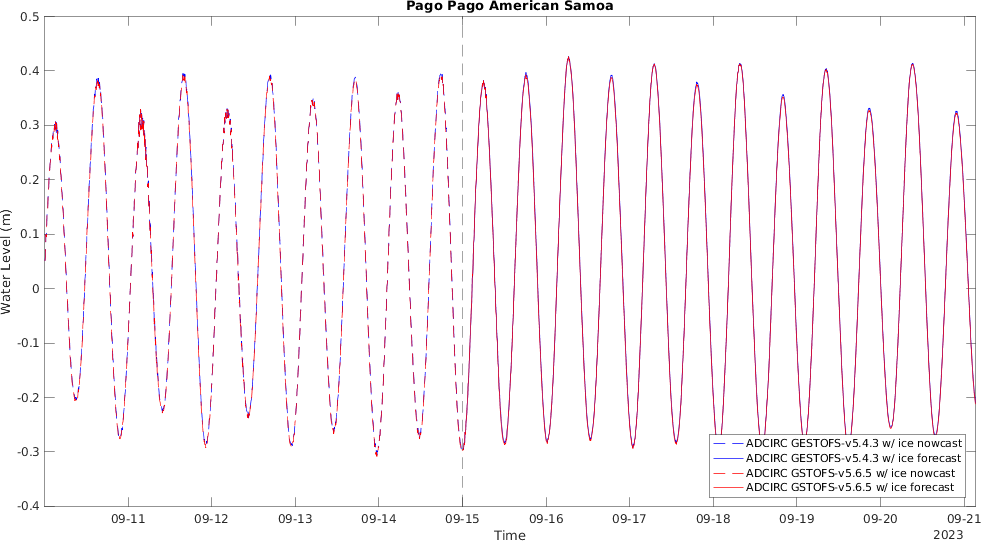 Pago Pago American Samoa
0.5
0.4
0.3
0.2
0.1
0
-0.1
-0.2
-0.3
-0.4
Water Level (m)
ADCIRC GESTOFS-v5.4.3 w/ ice nowcast
ADCIRC GESTOFS-v5.4.3 w/ ice forecast
ADCIRC GSTOFS-v5.6.5 w/ ice nowcast
ADCIRC GSTOFS-v5.6.5 w/ ice forecast
09-11 09-12 09-13 09-14 09-15 09-16 09-17 09-18 09-19 09-20 09-21
Time
2023